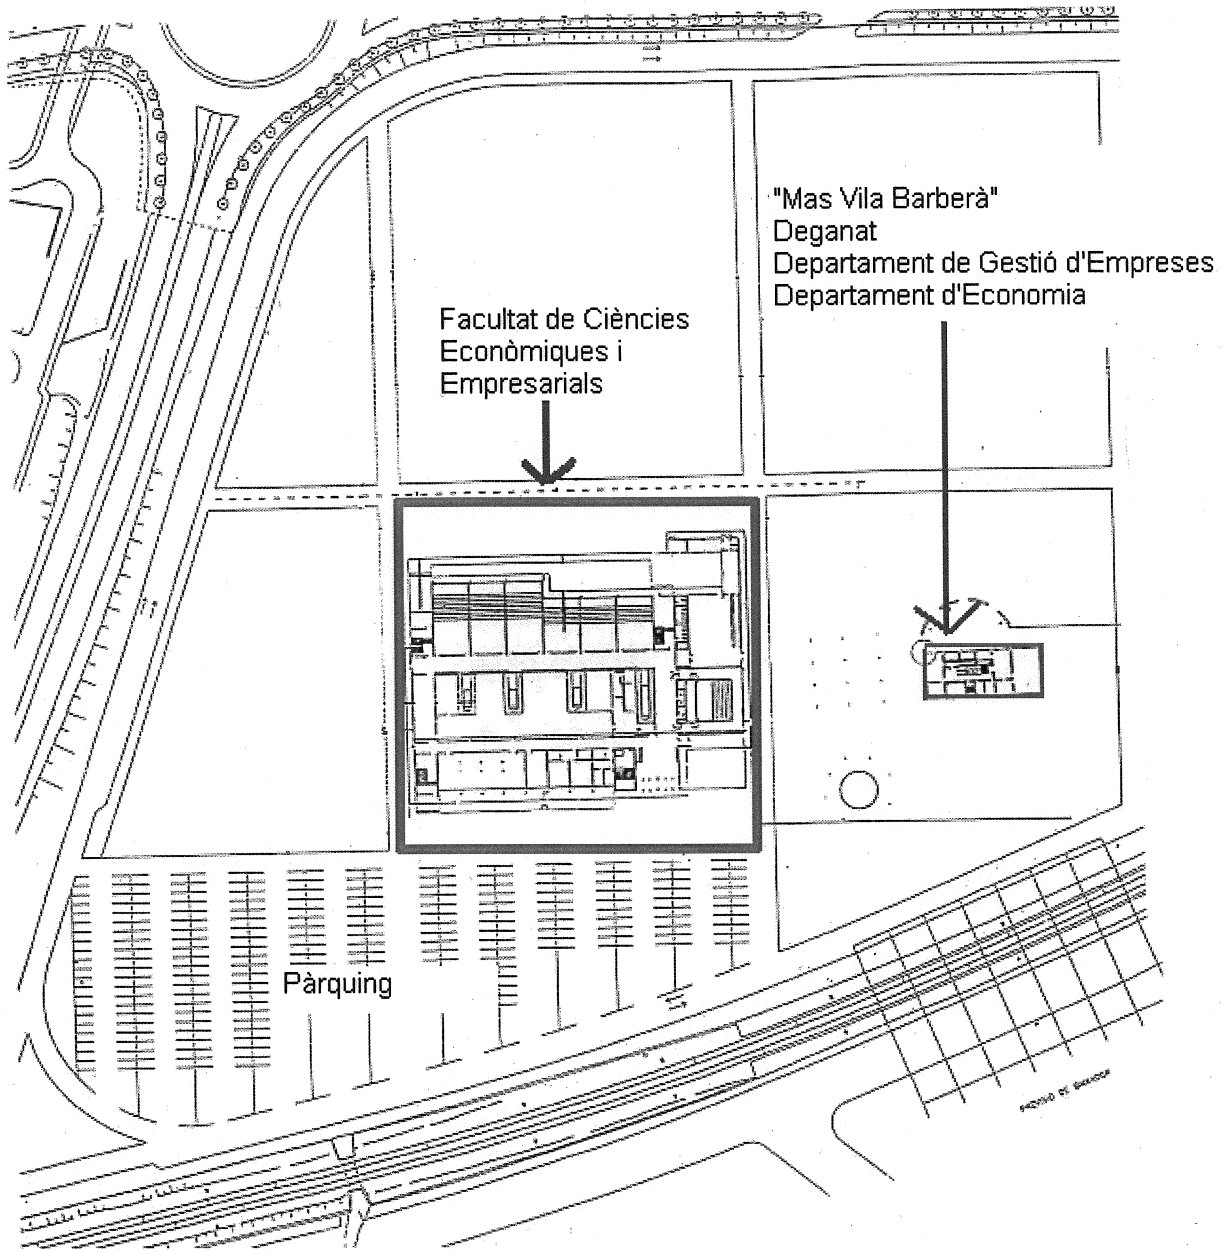 "Mas Vila Barberà"
Deganat
Departament de Gestió d'Empreses
Departament d'Economia
Facultat de Ciències
Econòmiques i
Empresarials
Pàrquing